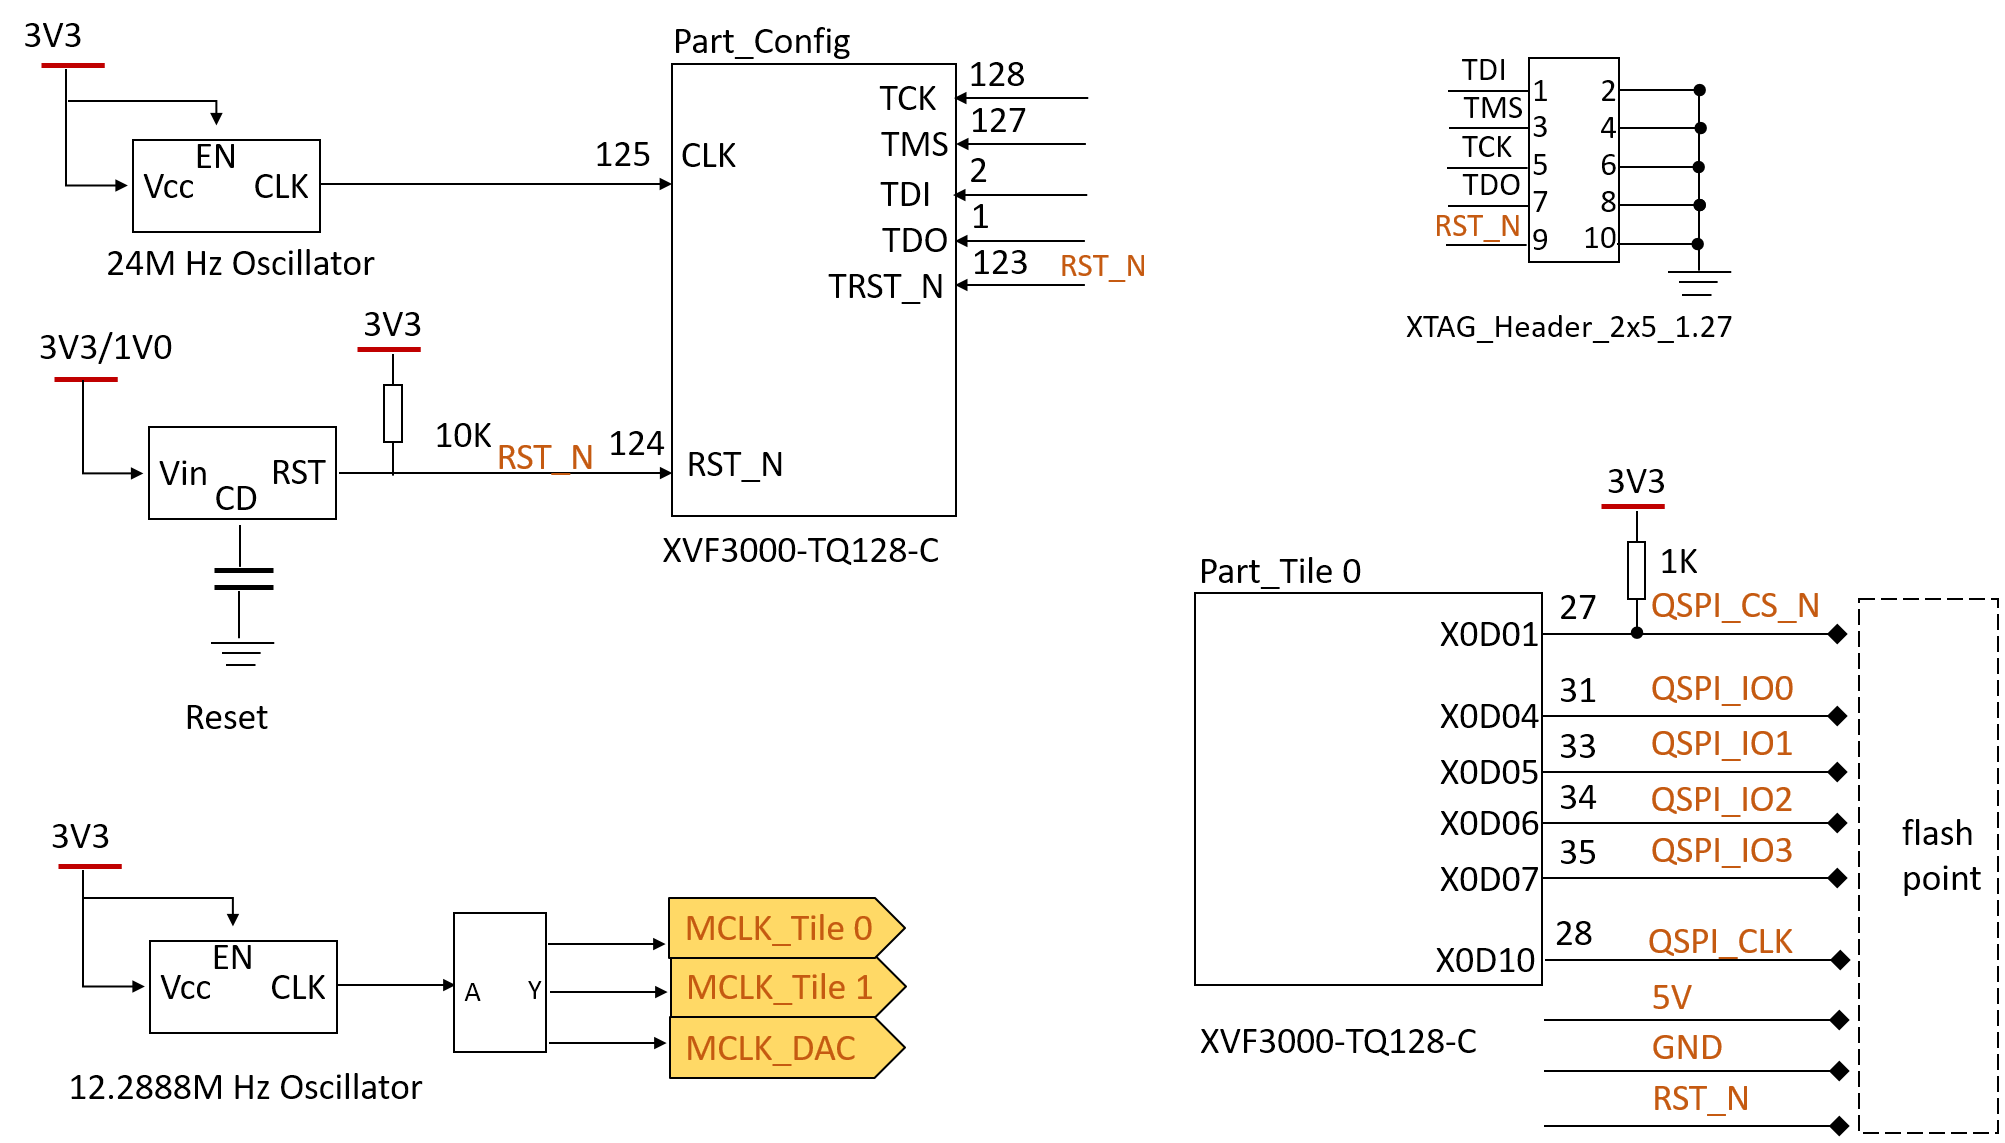 3V3
EN
Vcc
CLK
24M Hz Oscillator
Part_Config
125
CLK
TCK
128
TMS
127
TDI
2
TDO
1
TRST_N
123
RST_N
TDI
1
2
TMS
3
4
TCK
5
6
TDO
7
8
RST_N
9
10
XTAG_Header_2x5_1.27
3V3/1V0
3V3
Vin
RST
CD
10K
RST_N
124
RST_N
XVF3000-TQ128-C
Reset
3V3
1K
Part_Tile 0
X0D01
27
QSPI_CS_N
X0D04
31
QSPI_IO0
X0D05
33
QSPI_IO1
X0D06
34
QSPI_IO2
X0D07
35
QSPI_IO3
X0D10
28
QSPI_CLK
5V
GND
RST_N
flash
point
XVF3000-TQ128-C
3V3
EN
Vcc
CLK
A
Y
MCLK_Tile 0
MCLK_Tile 1
MCLK_DAC
12.2888M Hz Oscillator